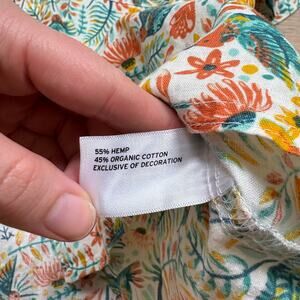 55% HEMP
45% ORGANIC COTTON
EXCLUSIVE OF DECORATION